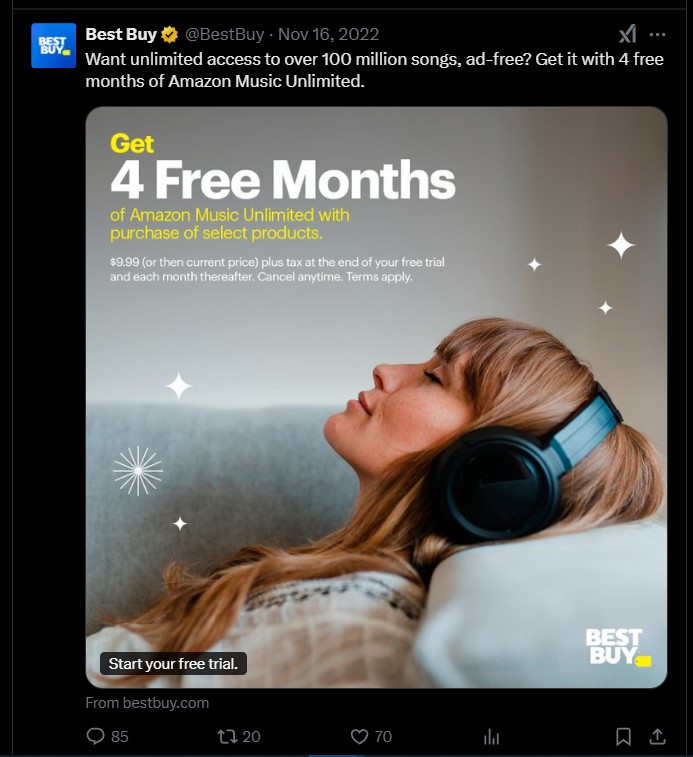 Best Buy @BestBuy · Nov 16, 2022
Want unlimited access to over 100 million songs, ad-free? Get it with 4 free
months of Amazon Music Unlimited.
Get
4 Free Months
of Amazon Music Unlimited with
purchase of select products.
$9.99 (or then current price) plus tax at the end of your free trial
and each month thereafter. Cancel anytime. Terms apply.
BEST
BUY
Start your free trial.
From bestbuy.com
85 20 70
BEST
BUY